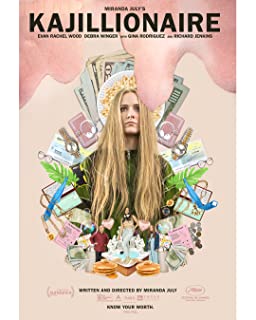 MIRANDA JULY'S
KAJILLIONAIRE
EVAN RACHEL WOOD DEBRA WINGER WITH GINA RODRIGUEZ AND RICHARD JENKINS
WRITTEN AND DIRECTED BY MIRANDA JULY
KNOW YOUR WORTH.